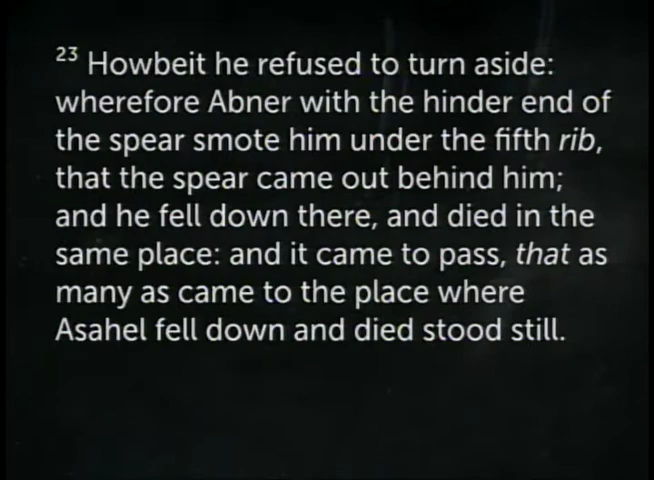 23 Howbeit he refused to turn aside:
wherefore Abner with the hinder end of
the spear smote him under the fifth rib,
that the spear came out behind him;
and he fell down there, and died in the
same place: and it came to pass, that as
many as came to the place where
Asahel fell down and died stood still.